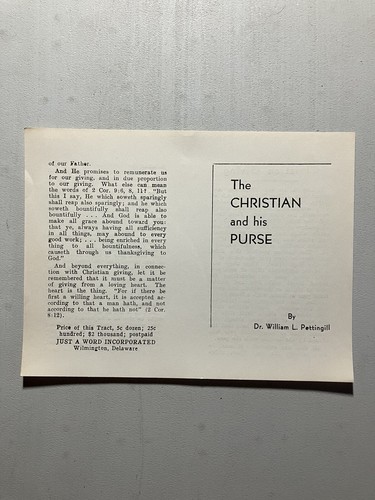 of our Father.
And He promises to remunerate us
for our giving, and in due proportion
to our giving. What else can mean
the words of 2 Cor. 9:6, 8, 11? "But
this I say, He which soweth sparingly
shall reap also sparingly; and he which
soweth bountifully shall reap also
bountifully . . . And God is able to
make all grace abound toward you:
that ye, always having all sufficiency
in all things, may abound to every
good work; . . . being enriched in every
thing to all bountifulness, which
causeth through us thanksgiving to
God."
And beyond everything, in connec-
tion with Christian giving, let it be
remembered that it must be a matter
of giving from a loving heart. The
heart is the thing. "For if there be
first a willing heart, it is accepted ac-
cording to that a man hath, and not
according to that he hath not" (2 Cor.
8:12).
Price of this Tract, 5c dozen; 25c
hundred; $2 thousand; postpaid
JUST A WORD INCORPORATED
Wilmington, Delaware
The
CHRISTIAN
and his
PURSE
By
Dr. William L. Pettingill